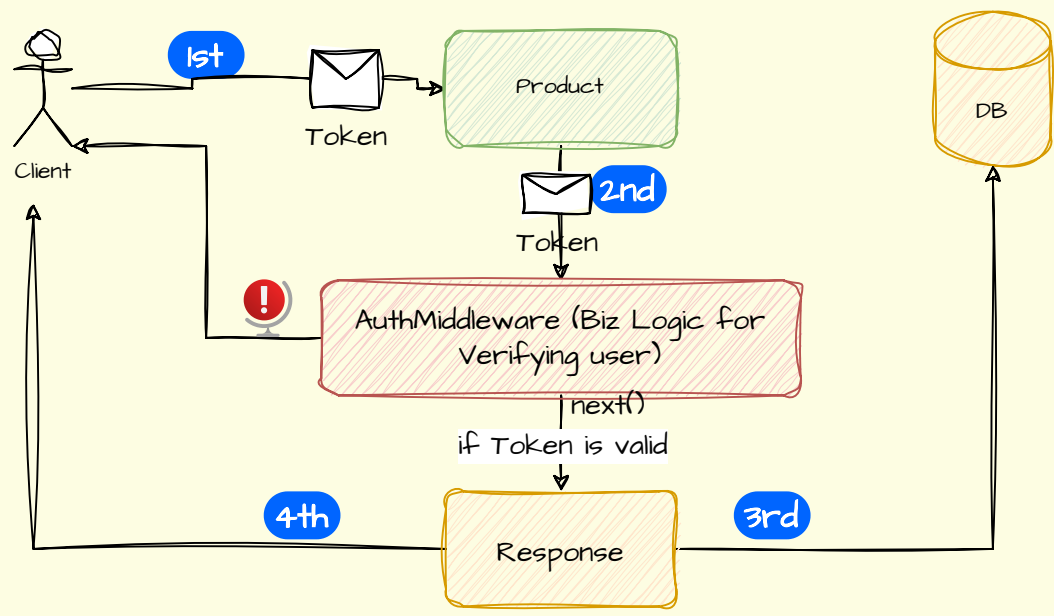 1st
Product
DB
Token
Client
2nd
Token
!
AuthMiddleware (Biz Logic for
Verifying user)
next()
if Token is valid
4th
3rd
Response